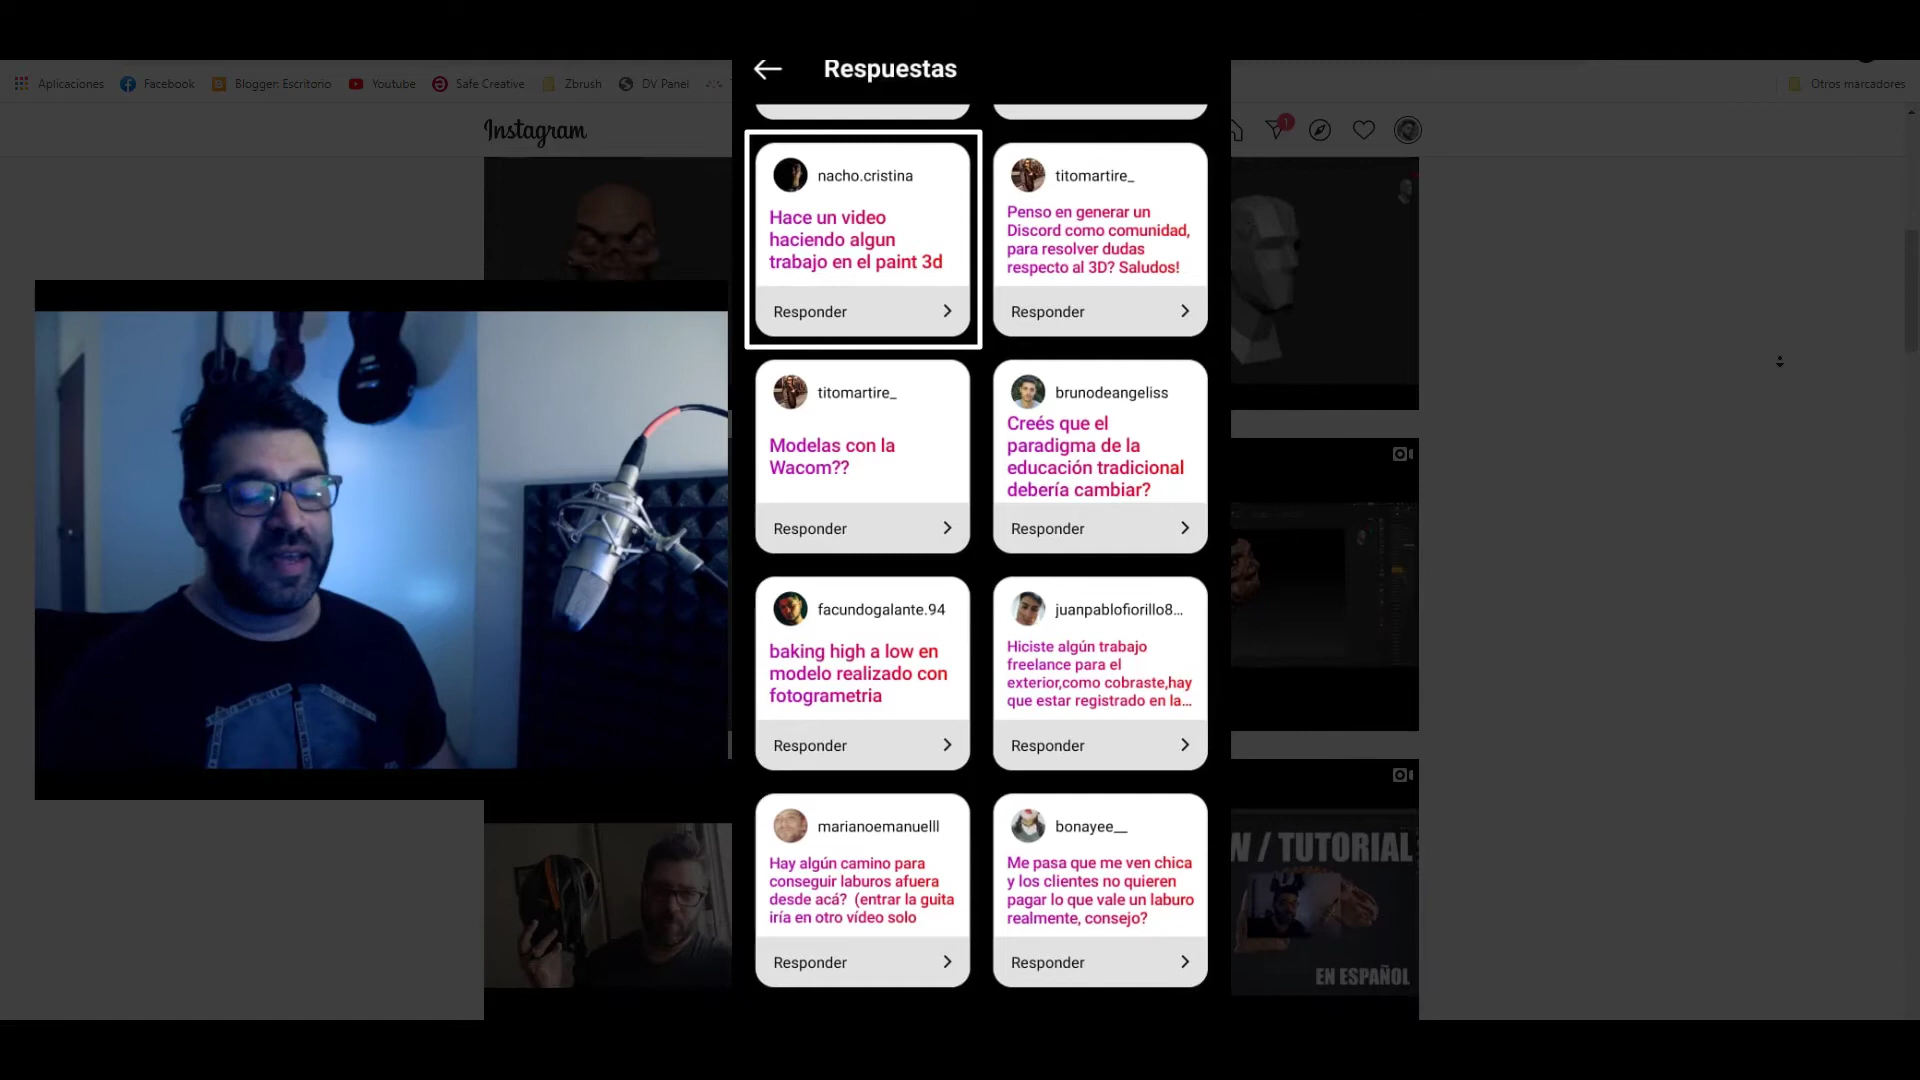 Respuestas
Aplicaciones
Facebook
Blogger: Escritorio
Youtube
Safe Creative
Zbrush
DV Panel
Otros marcadores
Instagram
1
nacho.cristina
Hace un video
haciendo algun
trabajo en el paint 3d
Responder
titomartire_
Penso en generar un
Discord como comunidad,
para resolver dudas
respecto al 3D? Saludos!
Responder
titomartire_
Modelas con la
Wacom??
Responder
brunodeangeliss
Creés que el
paradigma de la
educación tradicional
debería cambiar?
Responder
facundogalante.94
baking high a low en
modelo realizado con
fotogrametria
Responder
juanpablofiorillo8...
Hiciste algún trabajo
freelance para el
exterior,como cobraste,hay
que estar registrado en la...
Responder
marianoemanuelll
Hay algún camino para
conseguir laburos afuera
desde acá? (entrar la guita
iría en otro vídeo solo
Responder
bonayee__
Me pasa que me ven chica
y los clientes no quieren
pagar lo que vale un laburo
realmente, consejo?
Responder
W / TUTORIAL
EN ESPAÑOL